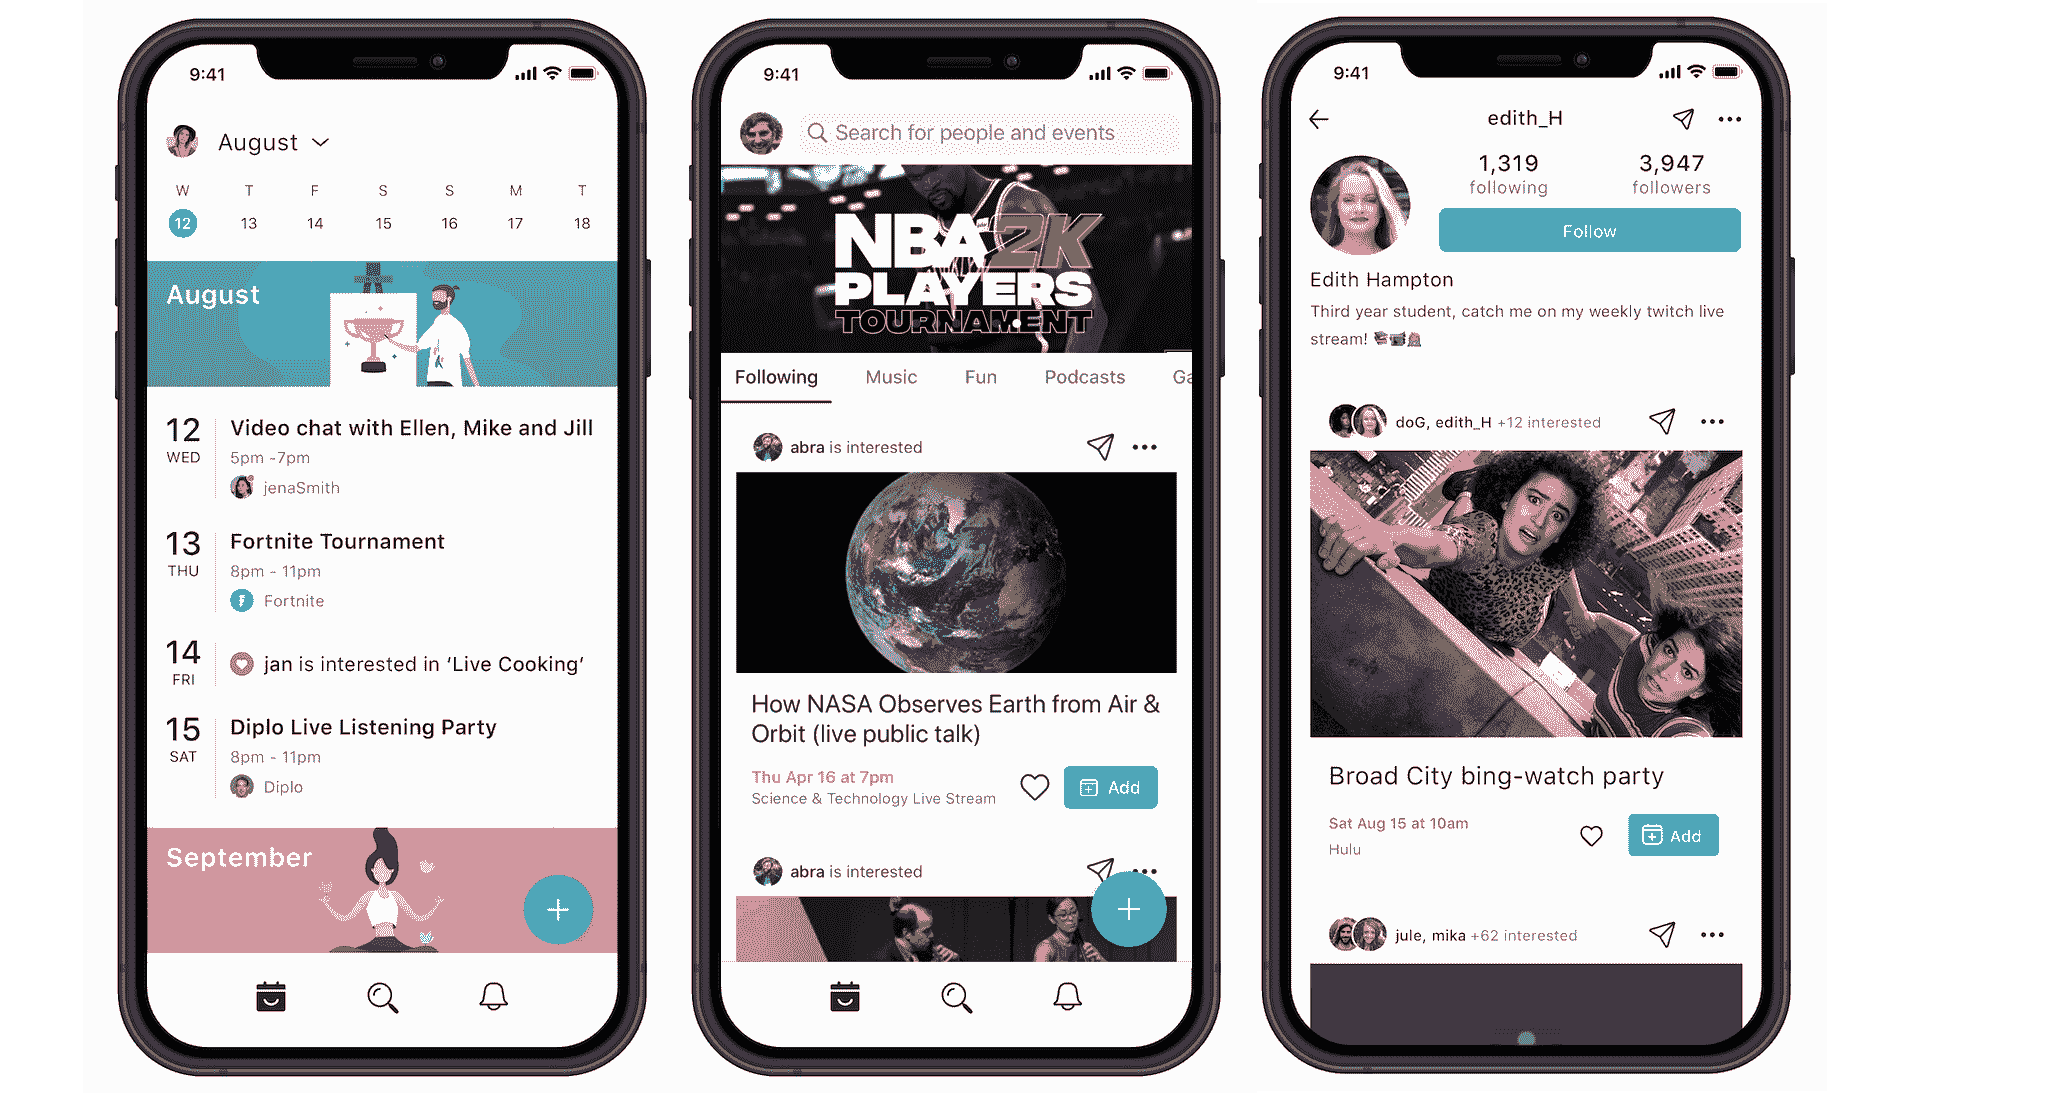 9:41
August
W T F S S M T
12 13 14 15 16 17 18
August
12
WED
Video chat with Ellen, Mike and Jill
5pm -7pm
jenaSmith
13
THU
Fortnite Tournament
8pm - 11pm
Fortnite
14
FRI
jan is interested in ‘Live Cooking’
15
SAT
Diplo Live Listening Party
8pm - 11pm
Diplo
September
9:41
Search for people and events
NBA 2K
PLAYERS
TOURNAMENT
Following Music Fun Podcasts Ga
abra is interested
How NASA Observes Earth from Air &
Orbit (live public talk)
Thu Apr 16 at 7pm
Science & Technology Live Stream
Add
abra is interested
9:41
edith_H
1,319 3,947
following followers
Follow
Edith Hampton
Third year student, catch me on my weekly twitch live
stream!
doG, edith_H +12 interested
Broad City bing-watch party
Sat Aug 15 at 10am
Hulu
Add
jule, mika +62 interested